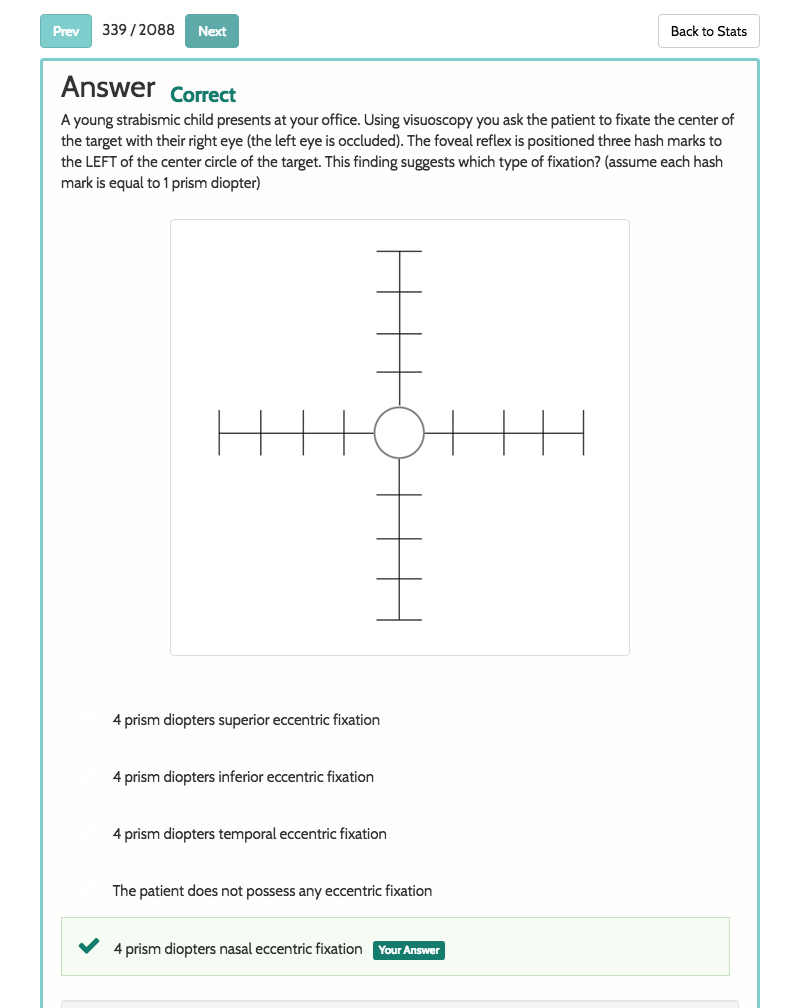 Prev 339 / 2088 Next Back to Stats
Answer Correct
A young strabismic child presents at your office. Using visuoscopy you ask the patient to fixate the center of
the target with their right eye (the left eye is occluded). The foveal reflex is positioned three hash marks to
the LEFT of the center circle of the target. This finding suggests which type of fixation? (assume each hash
mark is equal to 1 prism diopter)
4 prism diopters superior eccentric fixation
4 prism diopters inferior eccentric fixation
4 prism diopters temporal eccentric fixation
The patient does not possess any eccentric fixation
4 prism diopters nasal eccentric fixation Your Answer